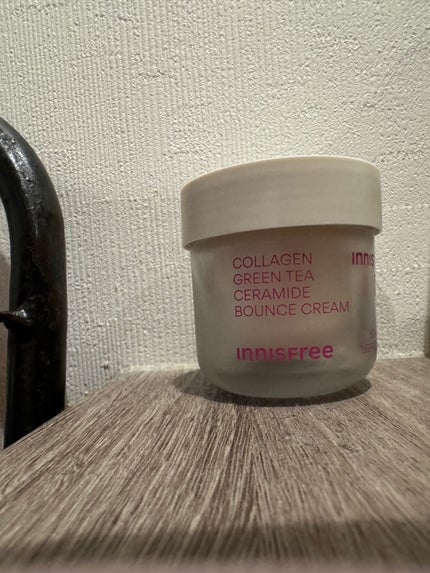 COLLAGEN
GREEN TEA
CERAMIDE
BOUNCE CREAM
INNISFREE